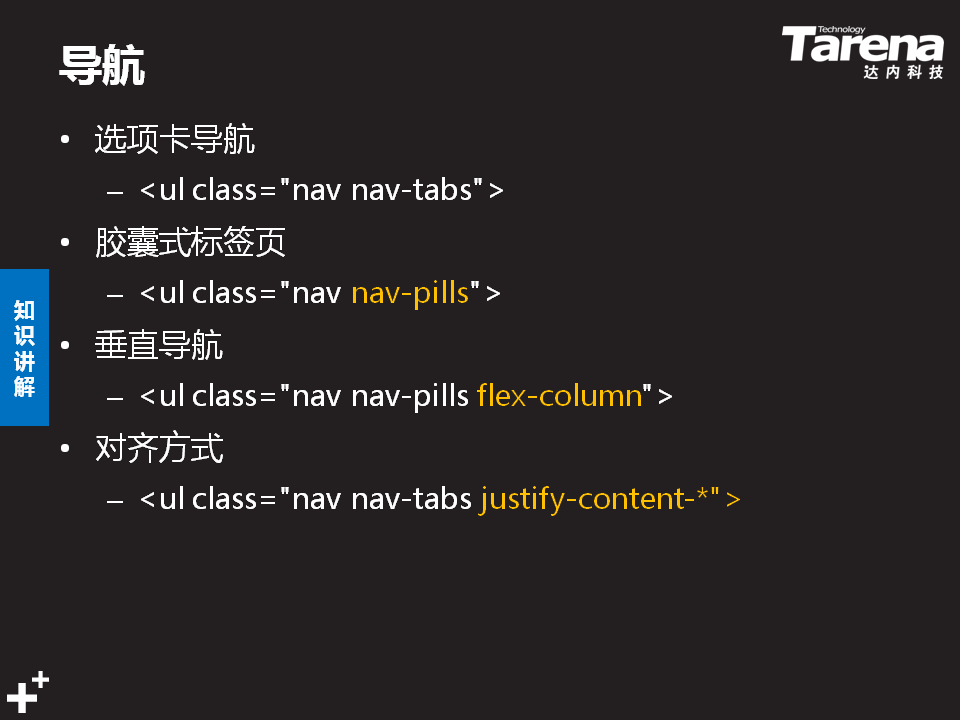 导航
Technology
Tarena
达内科技
• 选项卡导航
– <ul class="nav nav-tabs">
• 胶囊式标签页
– <ul class="nav nav-pills">
• 垂直导航
– <ul class="nav nav-pills flex-column">
• 对齐方式
– <ul class="nav nav-tabs justify-content-*">
知识讲解